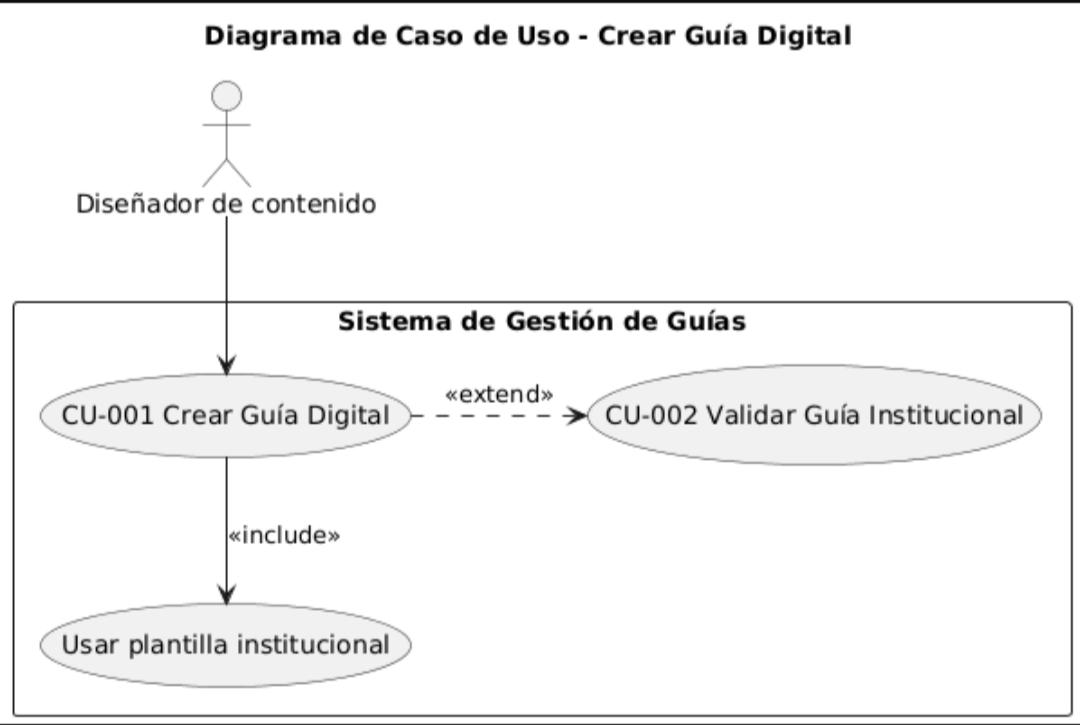 Diagrama de Caso de Uso - Crear Guía Digital
Diseñador de contenido
Sistema de Gestión de Guías
CU-001 Crear Guía Digital
«extend»
CU-002 Validar Guía Institucional
«include»
Usar plantilla institucional